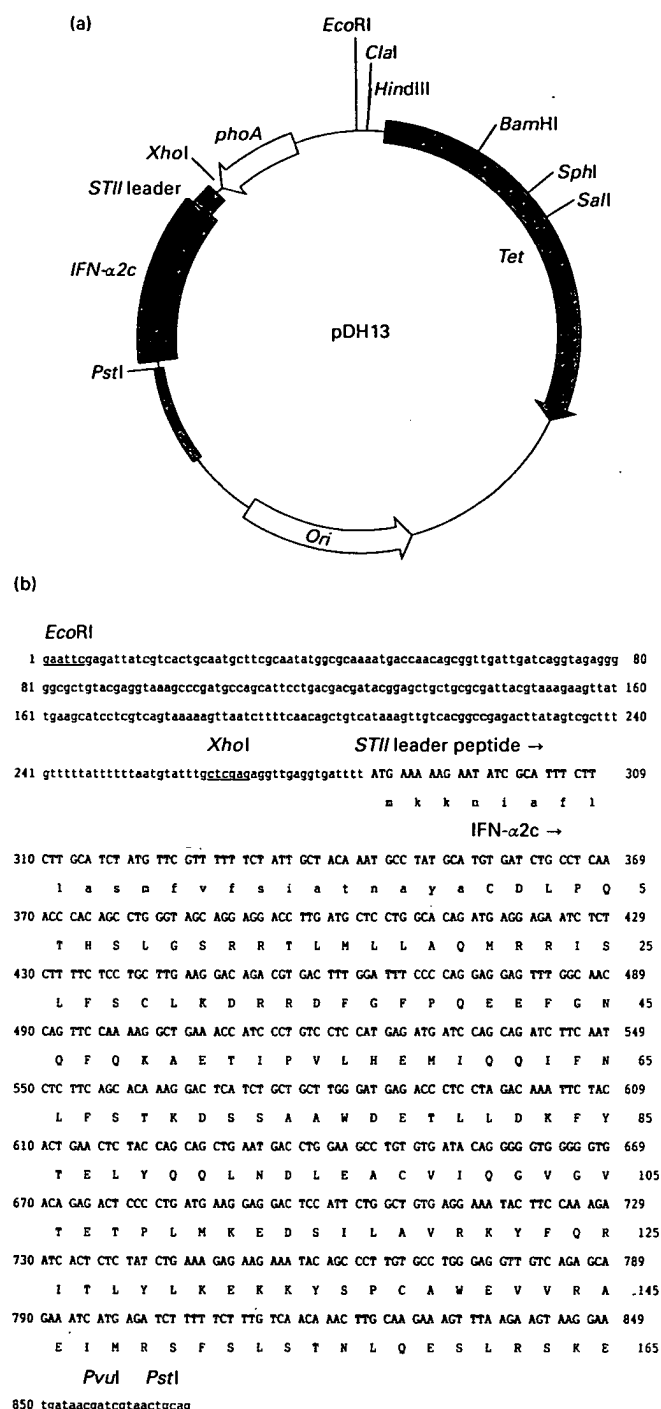 (a)
EcoRI
ClaI
HindIII
phoA
BamHI
XhoI
SphI
STII leader
SalI
IFN-α2c
Tet
pDH13
PstI
Ori
(b)
EcoRI
1 gaattcgagattatcgtcactgcaatgcttcgcaatatggcgcaaaatgaccaacagcggttgattgatcaggtagaggg 80
81 ggcgctgtacgaggtaaagcccgatgccagcattcctgacgacgatacggagctgctgcgcgattacgtaaagaagttat 160
161 tgaagcatcctcgtcagtaaaaagttaatcttttcaacagctgtcataaagttgtcacggccgagacttatagtcgcttt 240
XhoI STII leader peptide →
241 gtttttattttttaatgtatttgctcgagaggttgaggtgatttt ATG AAA AAG AAT ATC GCA TTT CTT 309
m k k n i a f l
IFN-α2c →
310 CTT GCA TCT ATG TTC GTT TTT TCT ATT GCT ACA AAT GCC TAT GCA TGT GAT CTG CCT CAA 369
l a s m f v f s i a t n a y a C D L P Q 5
370 ACC CAC AGC CTG GGT AGC AGG AGG ACC TTG ATG CTC CTG GCA CAG ATG AGG AGA ATC TCT 429
T H S L G S R R T L M L L A Q M R R I S 25
430 CTT TTC TCC TGC TTG AAG GAC AGA CGT GAC TTT GGA TTT CCC CAG GAG GAG TTT GGC AAC 489
L F S C L K D R R D F G F P Q E E F G N 45
490 CAG TTC CAA AAG GCT GAA ACC ATC CCT GTC CTC CAT GAG ATG ATC CAG CAG ATC TTC AAT 549
Q F Q K A E T I P V L H E M I Q Q I F N 65
550 CTC TTC AGC ACA AAG GAC TCA TCT GCT GCT TGG GAT GAG ACC CTC CTA GAC AAA TTC TAC 609
L F S T K D S S A A W D E T L L D K F Y 85
610 ACT GAA CTC TAC CAG CAG CTG AAT GAC CTG GAA GCC TGT GTG ATA CAG GGG GTG GGG GTG 669
T E L Y Q Q L N D L E A C V I Q G V G V 105
670 ACA GAG ACT CCC CTG ATG AAG GAG GAC TCC ATT CTG GCT GTG AGG AAA TAC TTC CAA AGA 729
T E T P L M K E D S I L A V R K Y F Q R 125
730 ATC ACT CTC TAT CTG AAA GAG AAG AAA TAC AGC CCT TGT GCC TGG GAG GTT GTC AGA GCA 789
I T L Y L K E K K Y S P C A W E V V R A 145
790 GAA ATC ATG AGA TCT TTT TCT TTG TCA ACA AAC TTG CAA GAA AGT TTA AGA AGT AAG GAA 849
E I M R S F S L S T N L Q E S L R S K E 165
PvuI PstI
850 tgataacgatcgtaactgcag